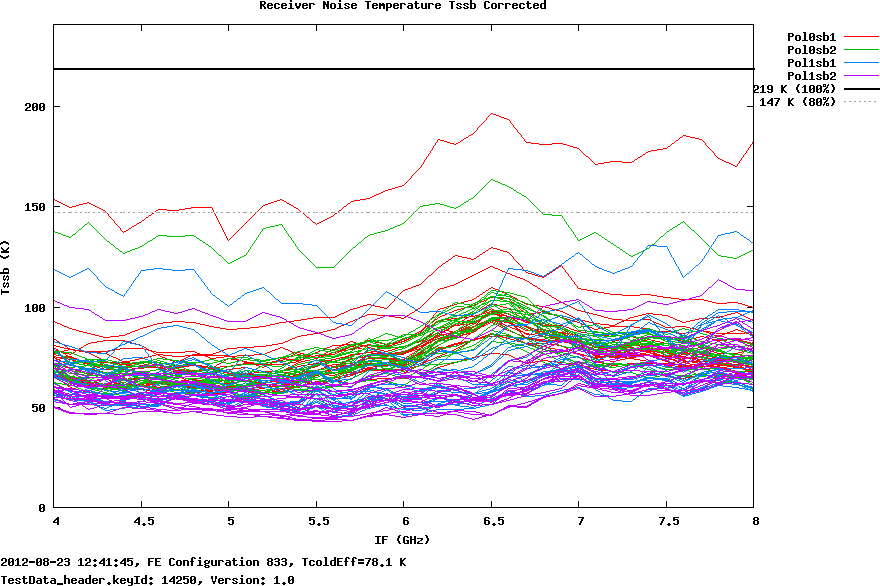 Receiver Noise Temperature Tssb Corrected
Pol0sb1
Pol0sb2
Pol1sb1
Pol1sb2
219 K (100%)
147 K (80%)
200
150
100
50
0
Tssb (K)
4 4.5 5 5.5 6 6.5 7 7.5 8
IF (GHz)
2012-08-23 12:41:45, FE Configuration 833, TcoldEff=78.1 K
TestData_header.keyId: 14250, Version: 1.0